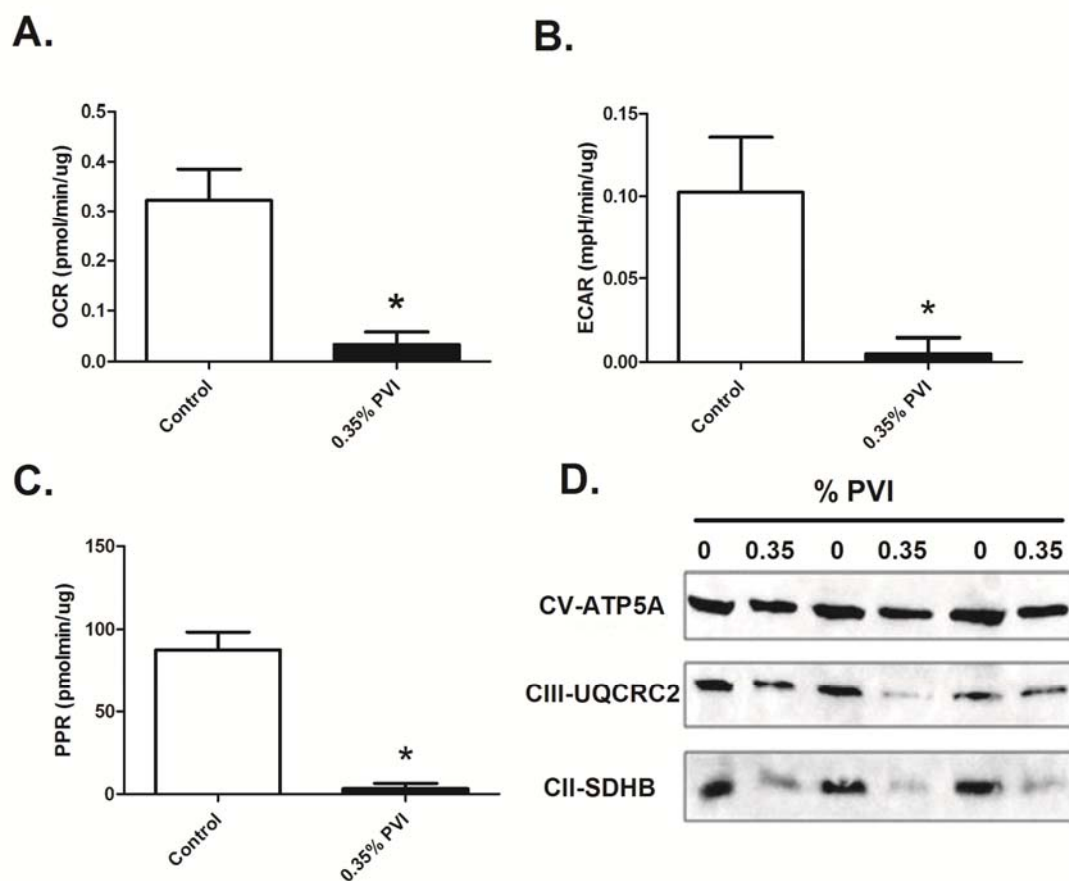 A.
OCR (pmol/min/ug)
0.5
0.4
0.3
0.2
0.1
0.0
*
Control
0.35% PVI
B.
ECAR (mpH/min/ug)
0.15
0.10
0.05
0.00
*
Control
0.35% PVI
C.
PPR (pmolmin/ug)
150
100
50
0
*
Control
0.35% PVI
D.
% PVI
0 0.35 0 0.35 0 0.35
CV-ATP5A
CIII-UQCRC2
CII-SDHB